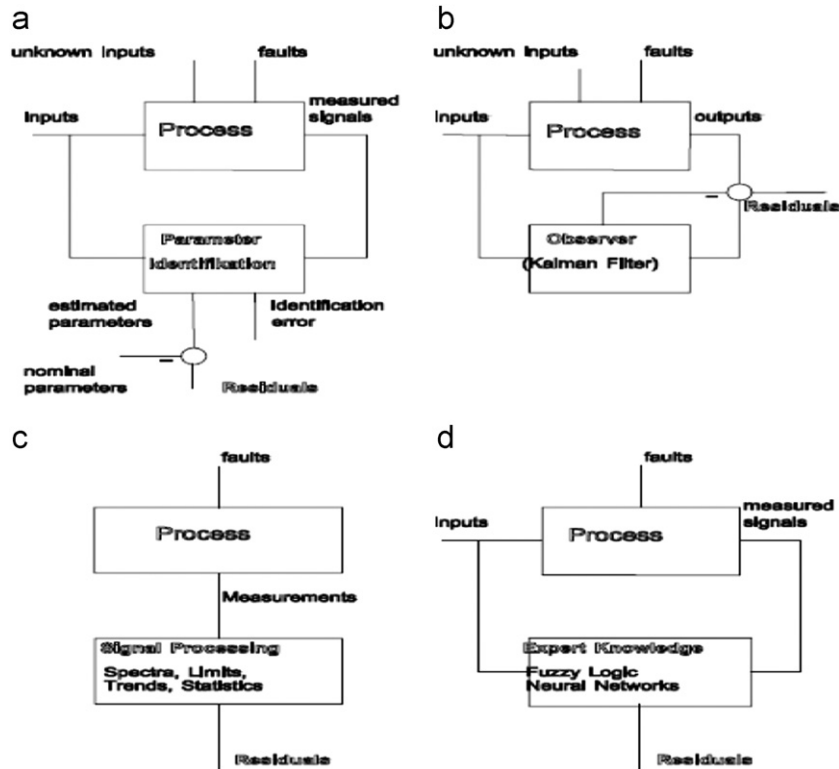 a
unknown Inputs
faults
Inputs
measured
signals
Process
Parameter
Identifikation
estimated
parameters
Identification
error
–
nominal
parameters
Residuals
b
unknown Inputs
faults
Inputs
outputs
Process
–
Residuals
Observer
(Kalman Filter)
c
faults
Process
Measurements
Signal Processing
Spectra, Limits,
Trends, Statistics
Residuals
d
faults
Inputs
measured
signals
Process
Expert Knowledge
Fuzzy Logic
Neural Networks
Residuals